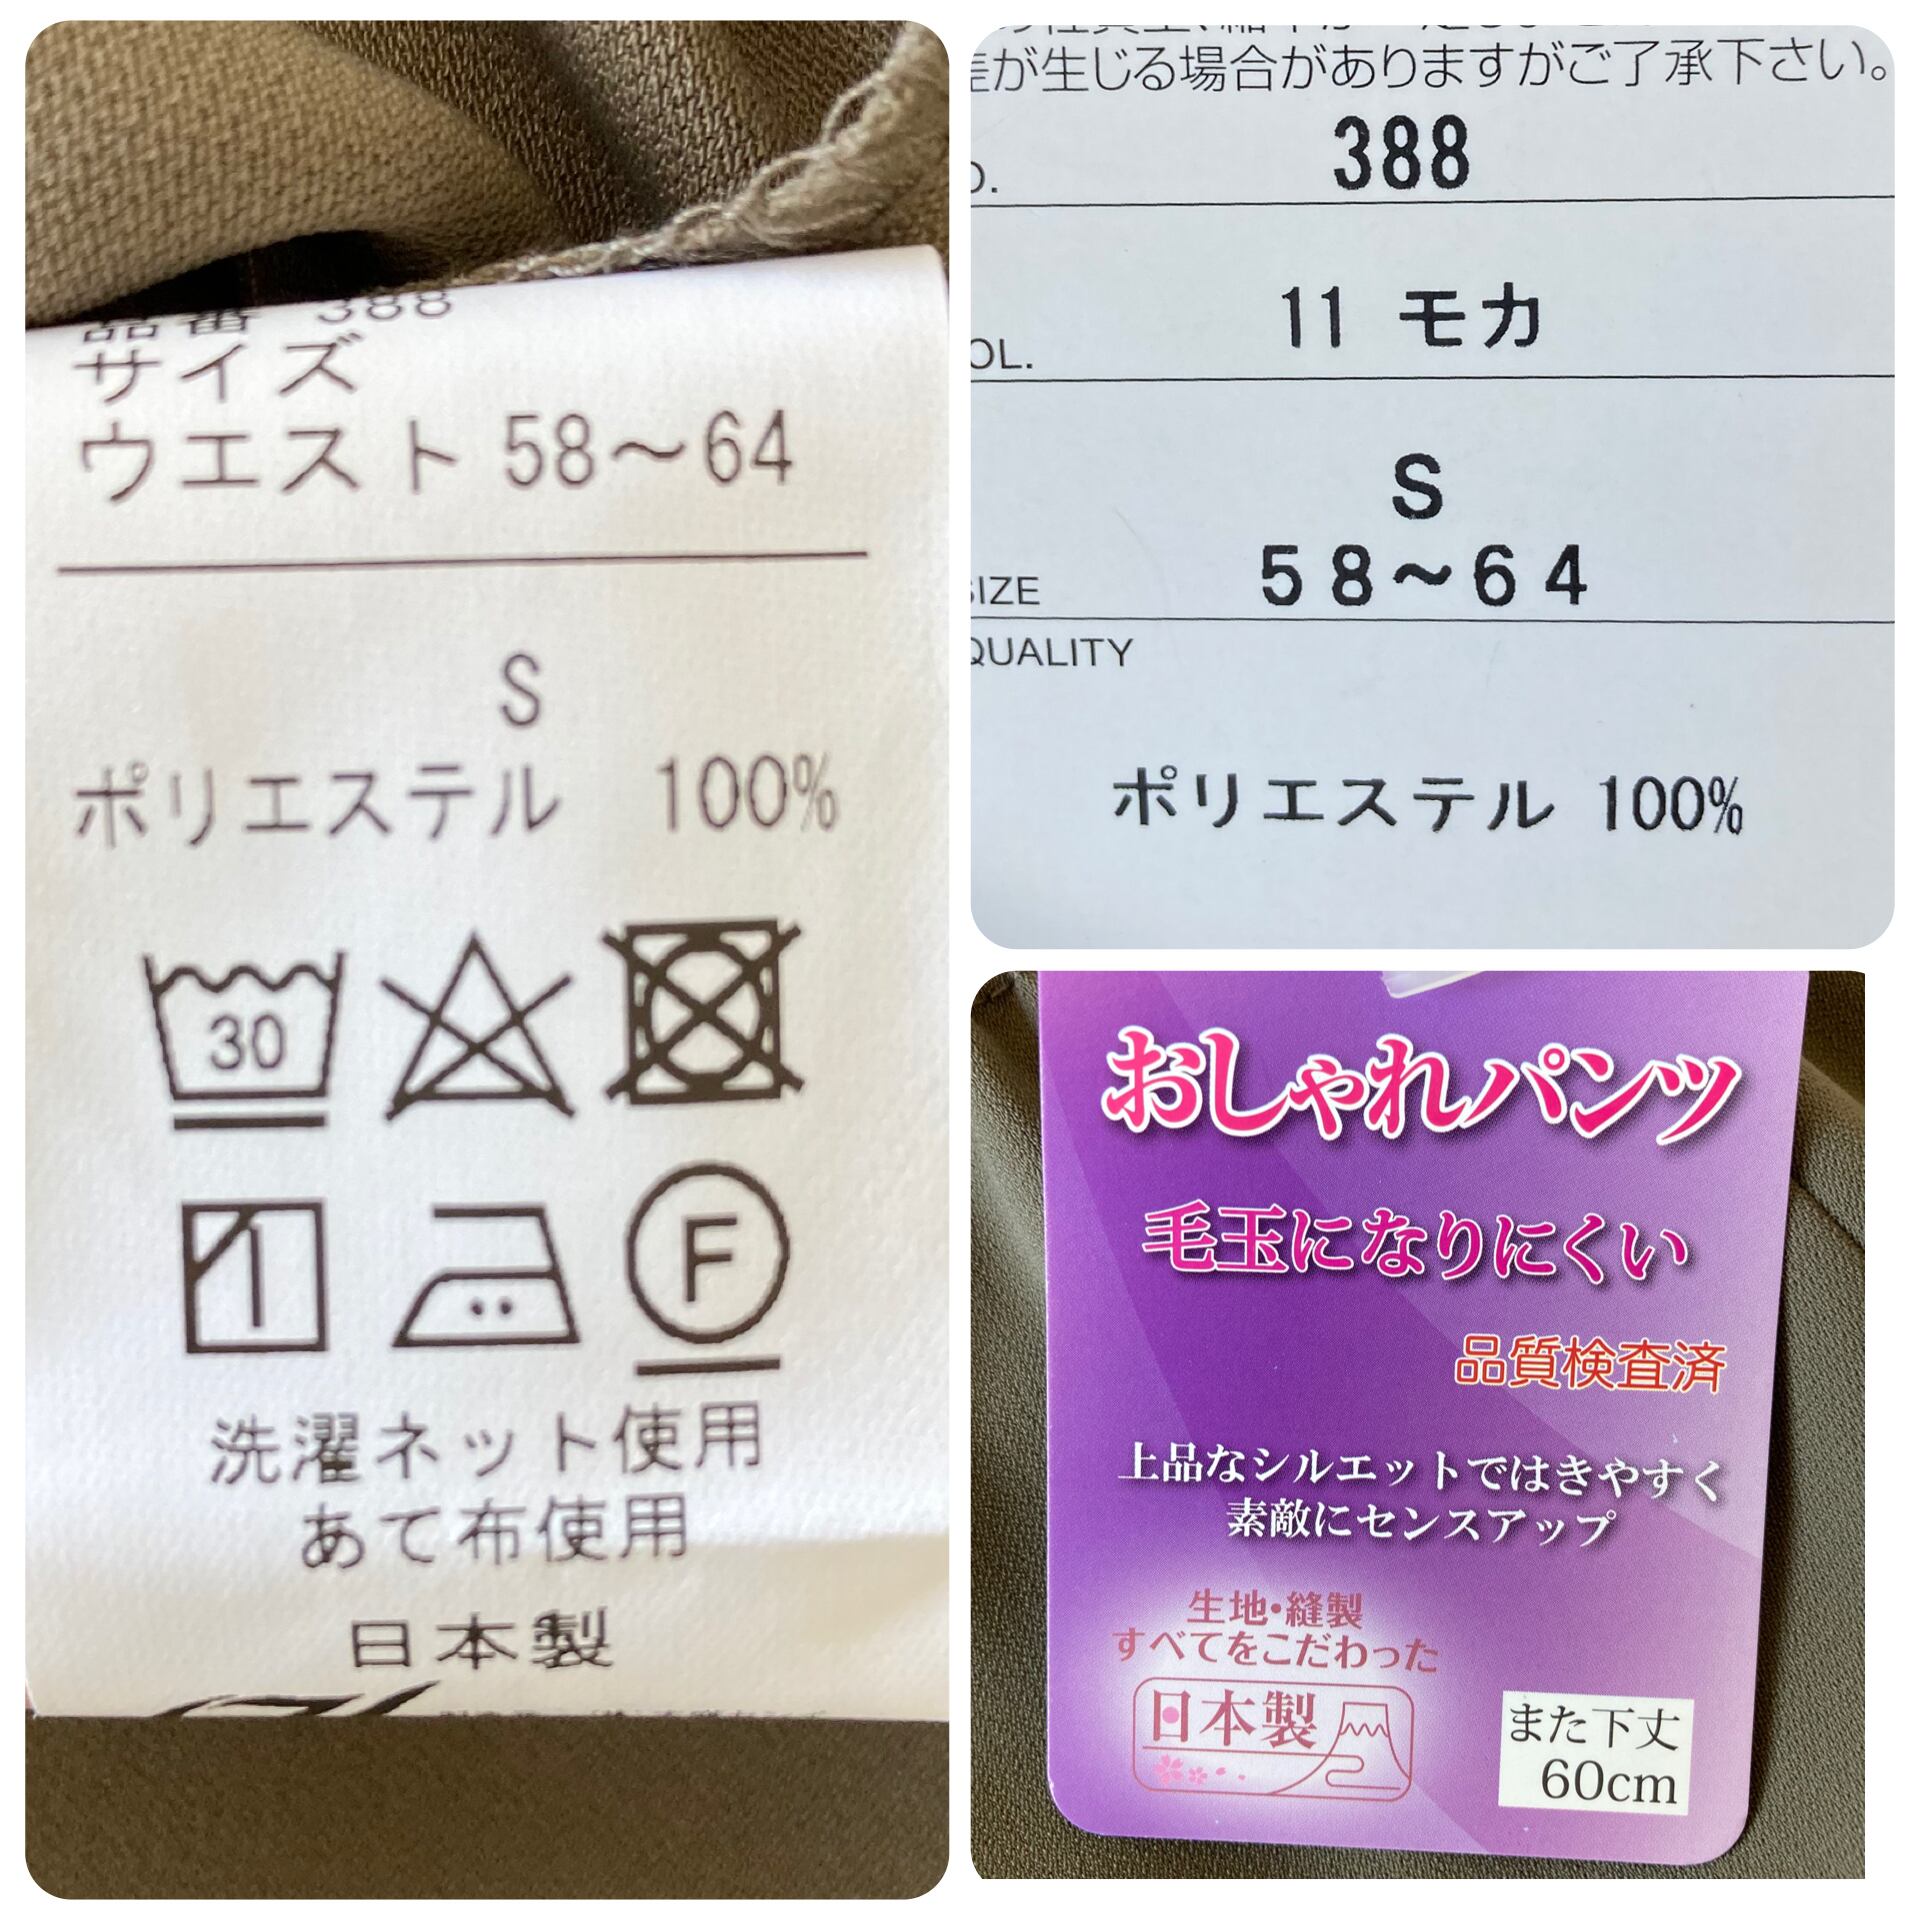 品番 388
サイズ
ウエスト 58～64
S
ポリエステル 100%
30
F
洗濯ネット使用
あて布使用
日本製
差が生じる場合がありますがご了承下さい。
388
11 モカ
OL.
S
SIZE 58～64
QUALITY
ポリエステル 100%
おしゃれパンツ
毛玉になりにくい
品質検査済
上品なシルエットではきやすく
素敵にセンスアップ
生地・縫製
すべてをこだわった
日本製
また下丈
60cm